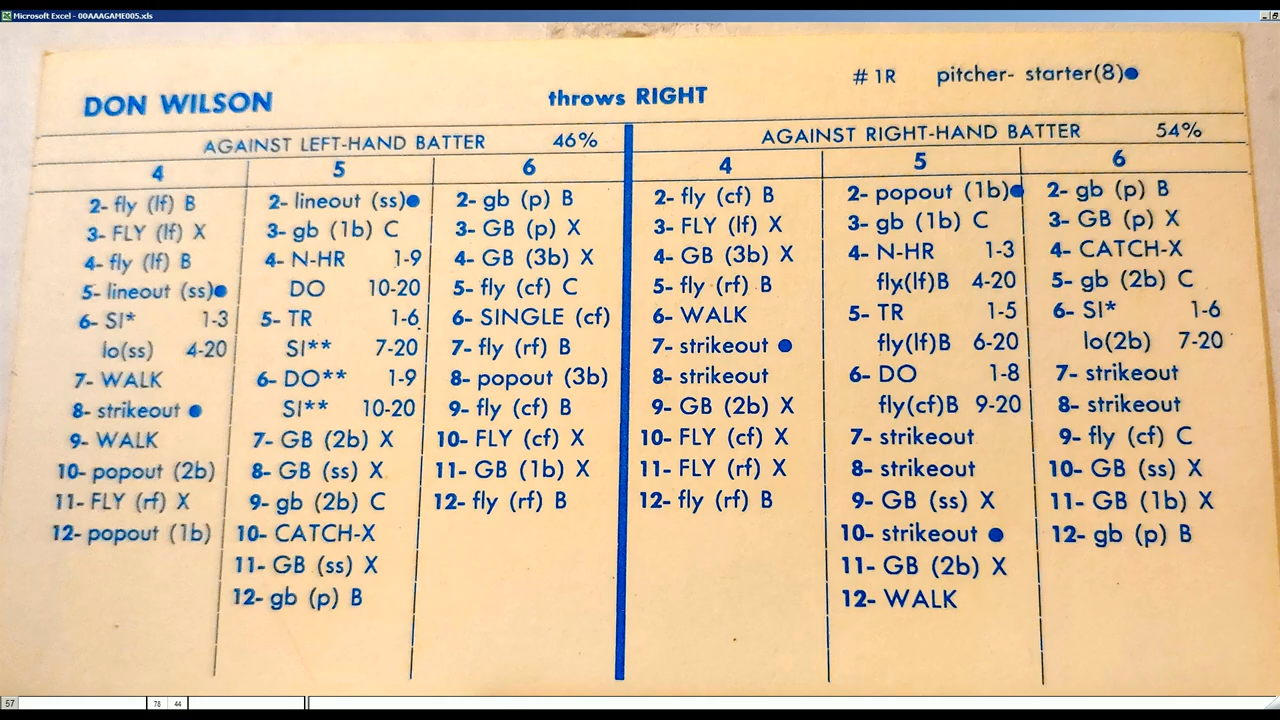 Microsoft Excel - 00AAAGAME005.xls
# 1R pitcher- starter(8)●
DON WILSON throws RIGHT
AGAINST LEFT-HAND BATTER 46%
4
2- fly (lf) B
3- FLY (lf) X
4- fly (lf) B
5- lineout (ss)●
6- SI* 1-3
lo(ss) 4-20
7- WALK
8- strikeout ●
9- WALK
10- popout (2b)
11- FLY (rf) X
12- popout (1b)
5
2- lineout (ss)●
3- gb (1b) C
4- N-HR 1-9
DO 10-20
5- TR 1-6
SI** 7-20
6- DO** 1-9
SI** 10-20
7- GB (2b) X
8- GB (ss) X
9- gb (2b) C
10- CATCH-X
11- GB (ss) X
12- gb (p) B
6
2- gb (p) B
3- GB (p) X
4- GB (3b) X
5- fly (cf) C
6- SINGLE (cf)
7- fly (rf) B
8- popout (3b)
9- fly (cf) B
10- FLY (cf) X
11- GB (1b) X
12- fly (rf) B
AGAINST RIGHT-HAND BATTER 54%
4
2- fly (cf) B
3- FLY (lf) X
4- GB (3b) X
5- fly (rf) B
6- WALK
7- strikeout ●
8- strikeout
9- GB (2b) X
10- FLY (cf) X
11- FLY (rf) X
12- fly (rf) B
5
2- popout (1b)●
3- gb (1b) C
4- N-HR 1-3
fly(lf)B 4-20
5- TR 1-5
fly(lf)B 6-20
6- DO 1-8
fly(cf)B 9-20
7- strikeout
8- strikeout
9- GB (ss) X
10- strikeout ●
11- GB (2b) X
12- WALK
6
2- gb (p) B
3- GB (p) X
4- CATCH-X
5- gb (2b) C
6- SI* 1-6
lo(2b) 7-20
7- strikeout
8- strikeout
9- fly (cf) C
10- GB (ss) X
11- GB (1b) X
12- gb (p) B
57 78 44